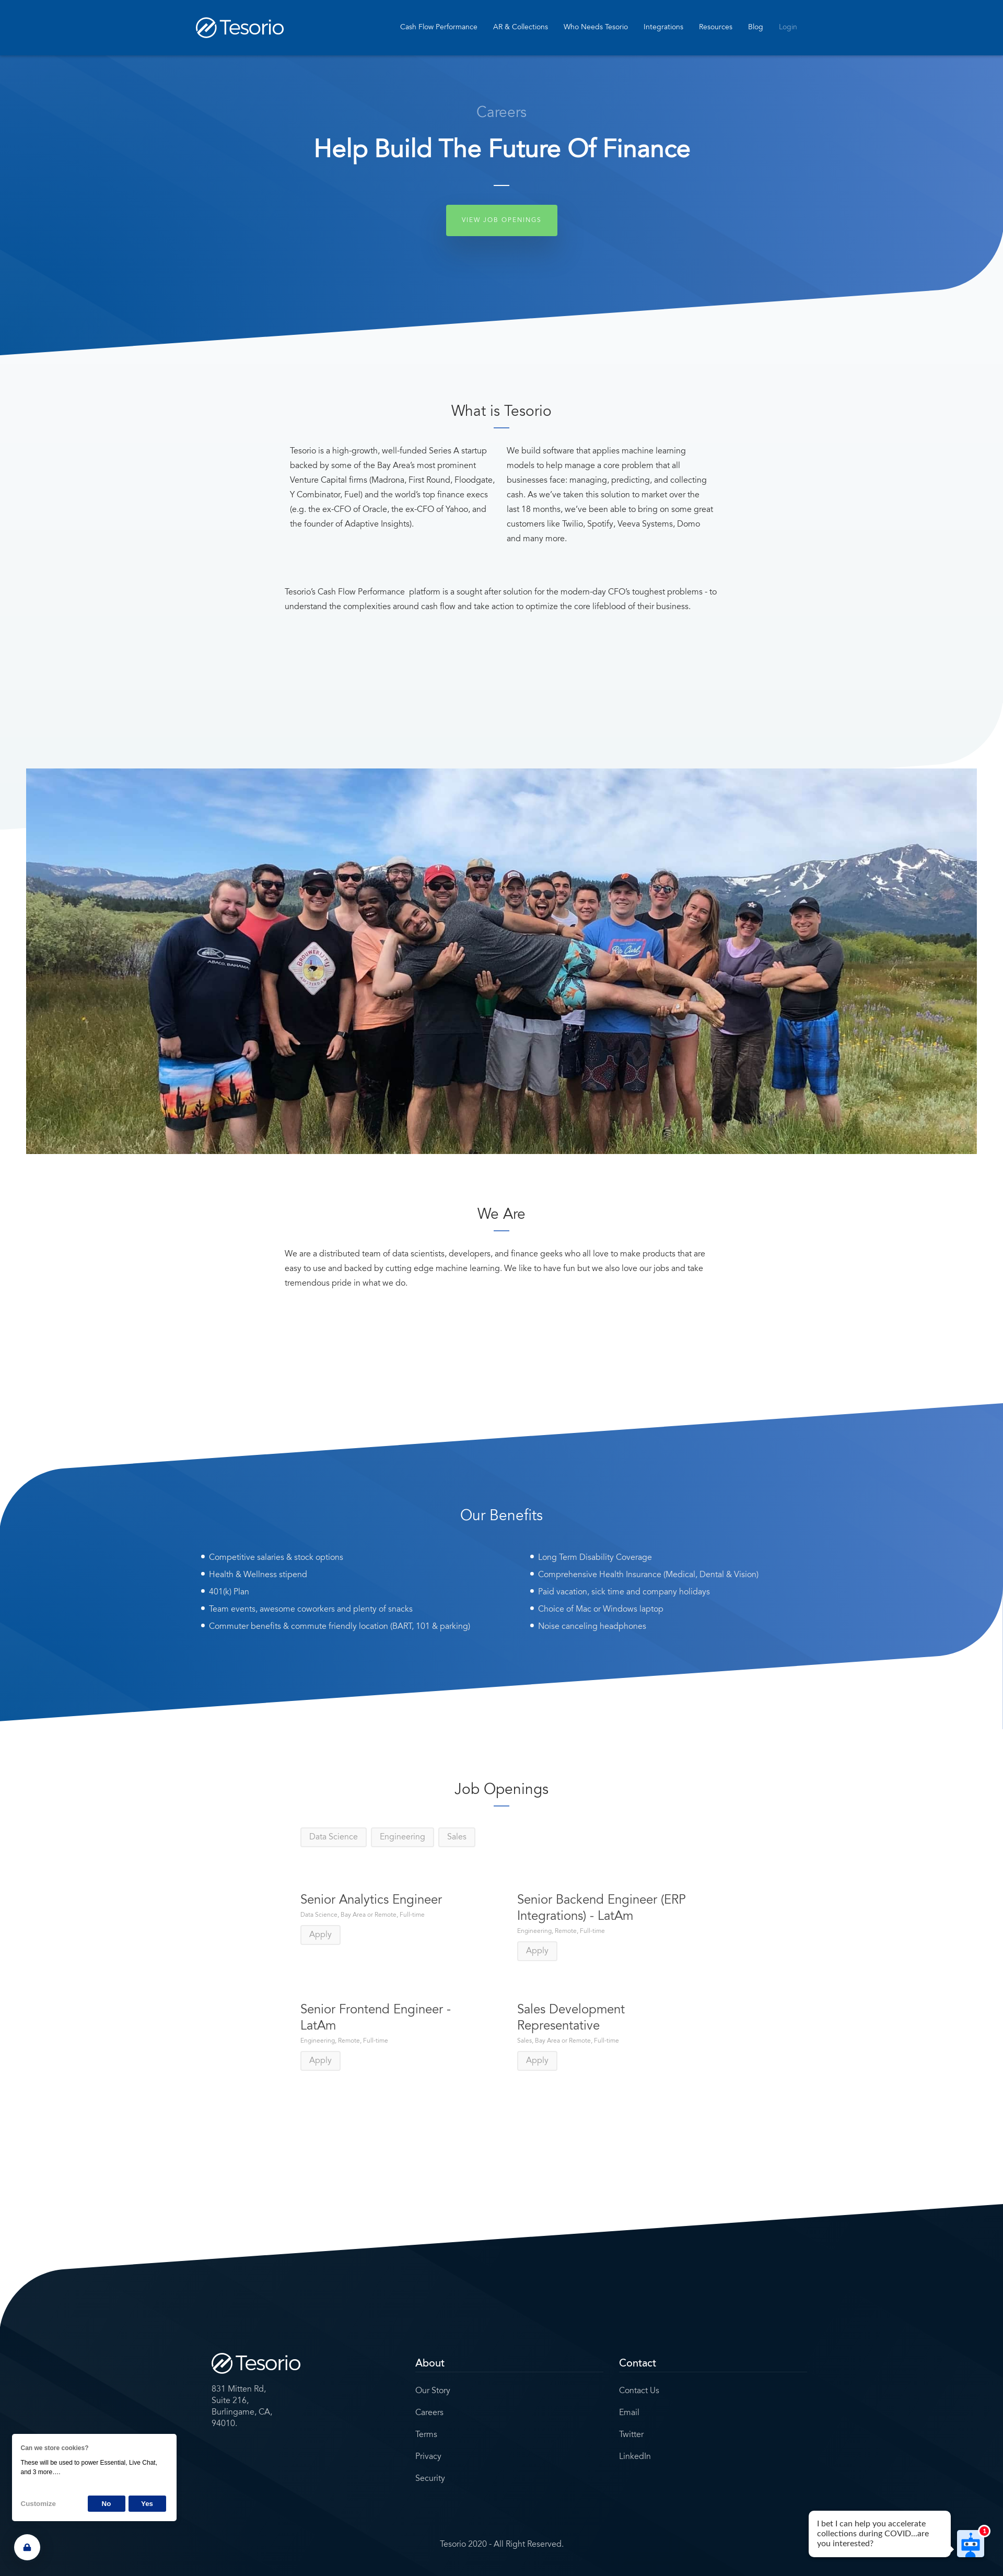 Tesorio
Cash Flow Performance
AR & Collections
Who Needs Tesorio
Integrations
Resources
Blog
Login
Careers
Help Build The Future Of Finance
VIEW JOB OPENINGS
What is Tesorio
Tesorio is a high-growth, well-funded Series A startup
backed by some of the Bay Area's most prominent
Venture Capital firms (Madrona, First Round, Floodgate,
Y Combinator, Fuel) and the world's top finance execs
(e.g. the ex-CFO of Oracle, the ex-CFO of Yahoo, and
the founder of Adaptive Insights).
We build software that applies machine learning
models to help manage a core problem that all
businesses face: managing, predicting, and collecting
cash. As we've taken this solution to market over the
last 18 months, we've been able to bring on some great
customers like Twilio, Spotify, Veeva Systems, Domo
and many more.
Tesorio's Cash Flow Performance platform is a sought after solution for the modern-day CFO's toughest problems - to
understand the complexities around cash flow and take action to optimize the core lifeblood of their business.
ABACO BAHAMAS
We Are
We are a distributed team of data scientists, developers, and finance geeks who all love to make products that are
easy to use and backed by cutting edge machine learning. We like to have fun but we also love our jobs and take
tremendous pride in what we do.
Our Benefits
Competitive salaries & stock options
Health & Wellness stipend
401(k) Plan
Team events, awesome coworkers and plenty of snacks
Commuter benefits & commute friendly location (BART, 101 & parking)
Long Term Disability Coverage
Comprehensive Health Insurance (Medical, Dental & Vision)
Paid vacation, sick time and company holidays
Choice of Mac or Windows laptop
Noise canceling headphones
Job Openings
Data Science
Engineering
Sales
Senior Analytics Engineer
Data Science, Bay Area or Remote, Full-time
Apply
Senior Backend Engineer (ERP
Integrations) - LatAm
Engineering, Remote, Full-time
Apply
Senior Frontend Engineer -
LatAm
Engineering, Remote, Full-time
Apply
Sales Development
Representative
Sales, Bay Area or Remote, Full-time
Apply
Tesorio
831 Mitten Rd,
Suite 216,
Burlingame, CA,
94010.
About
Our Story
Careers
Terms
Privacy
Security
Contact
Contact Us
Email
Twitter
LinkedIn
Can we store cookies?
These will be used to power Essential, Live Chat,
and 3 more....
Customize
No
Yes
Tesorio 2020 - All Right Reserved.
I bet I can help you accelerate
collections during COVID...are
you interested?
1